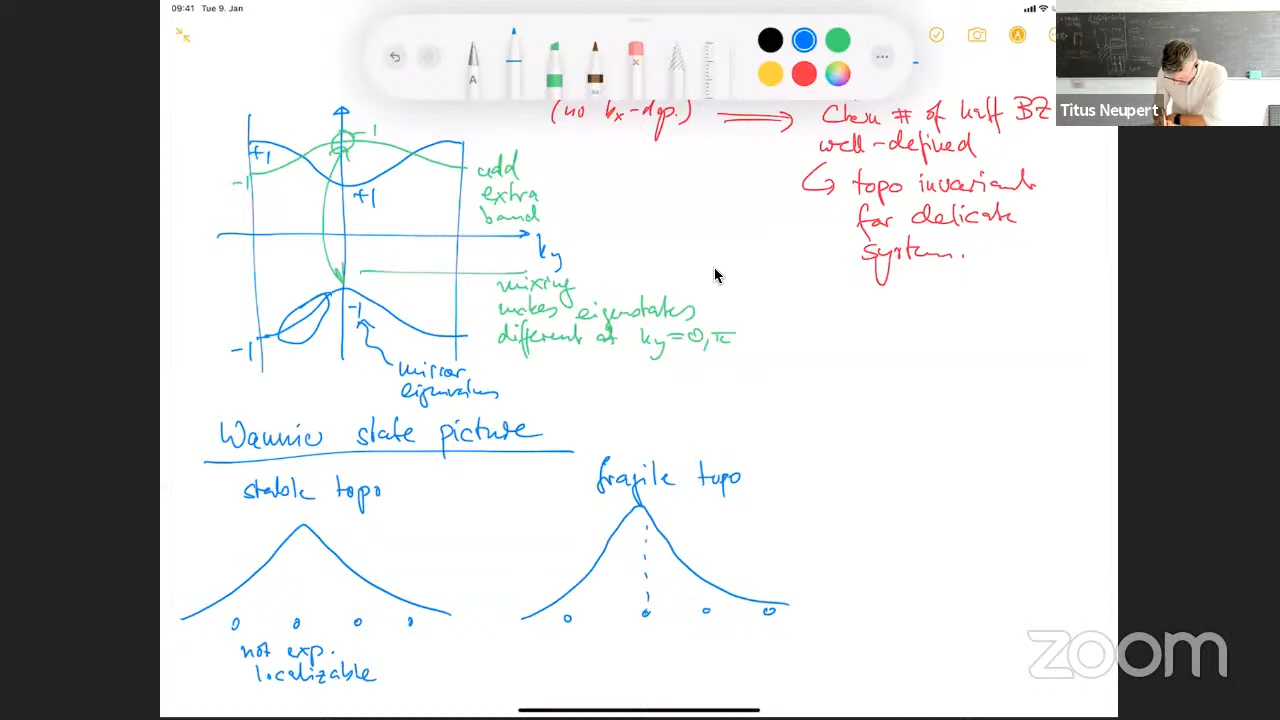 09:41 Tue 9. Jan
A
Titus Neupert
(no kx-dep.) ⟹ Chern # of half BZ
well-defined
↳ topo invariant
for delicate
system.
+1
-1
-1
+1
add
extra
band
ky
mixing
makes eigenstates
different at ky=0,π
-1
-1
mirror
eigenvalues
Wannier state picture
stable topo
fragile topo
not exp.
localizable
zoom